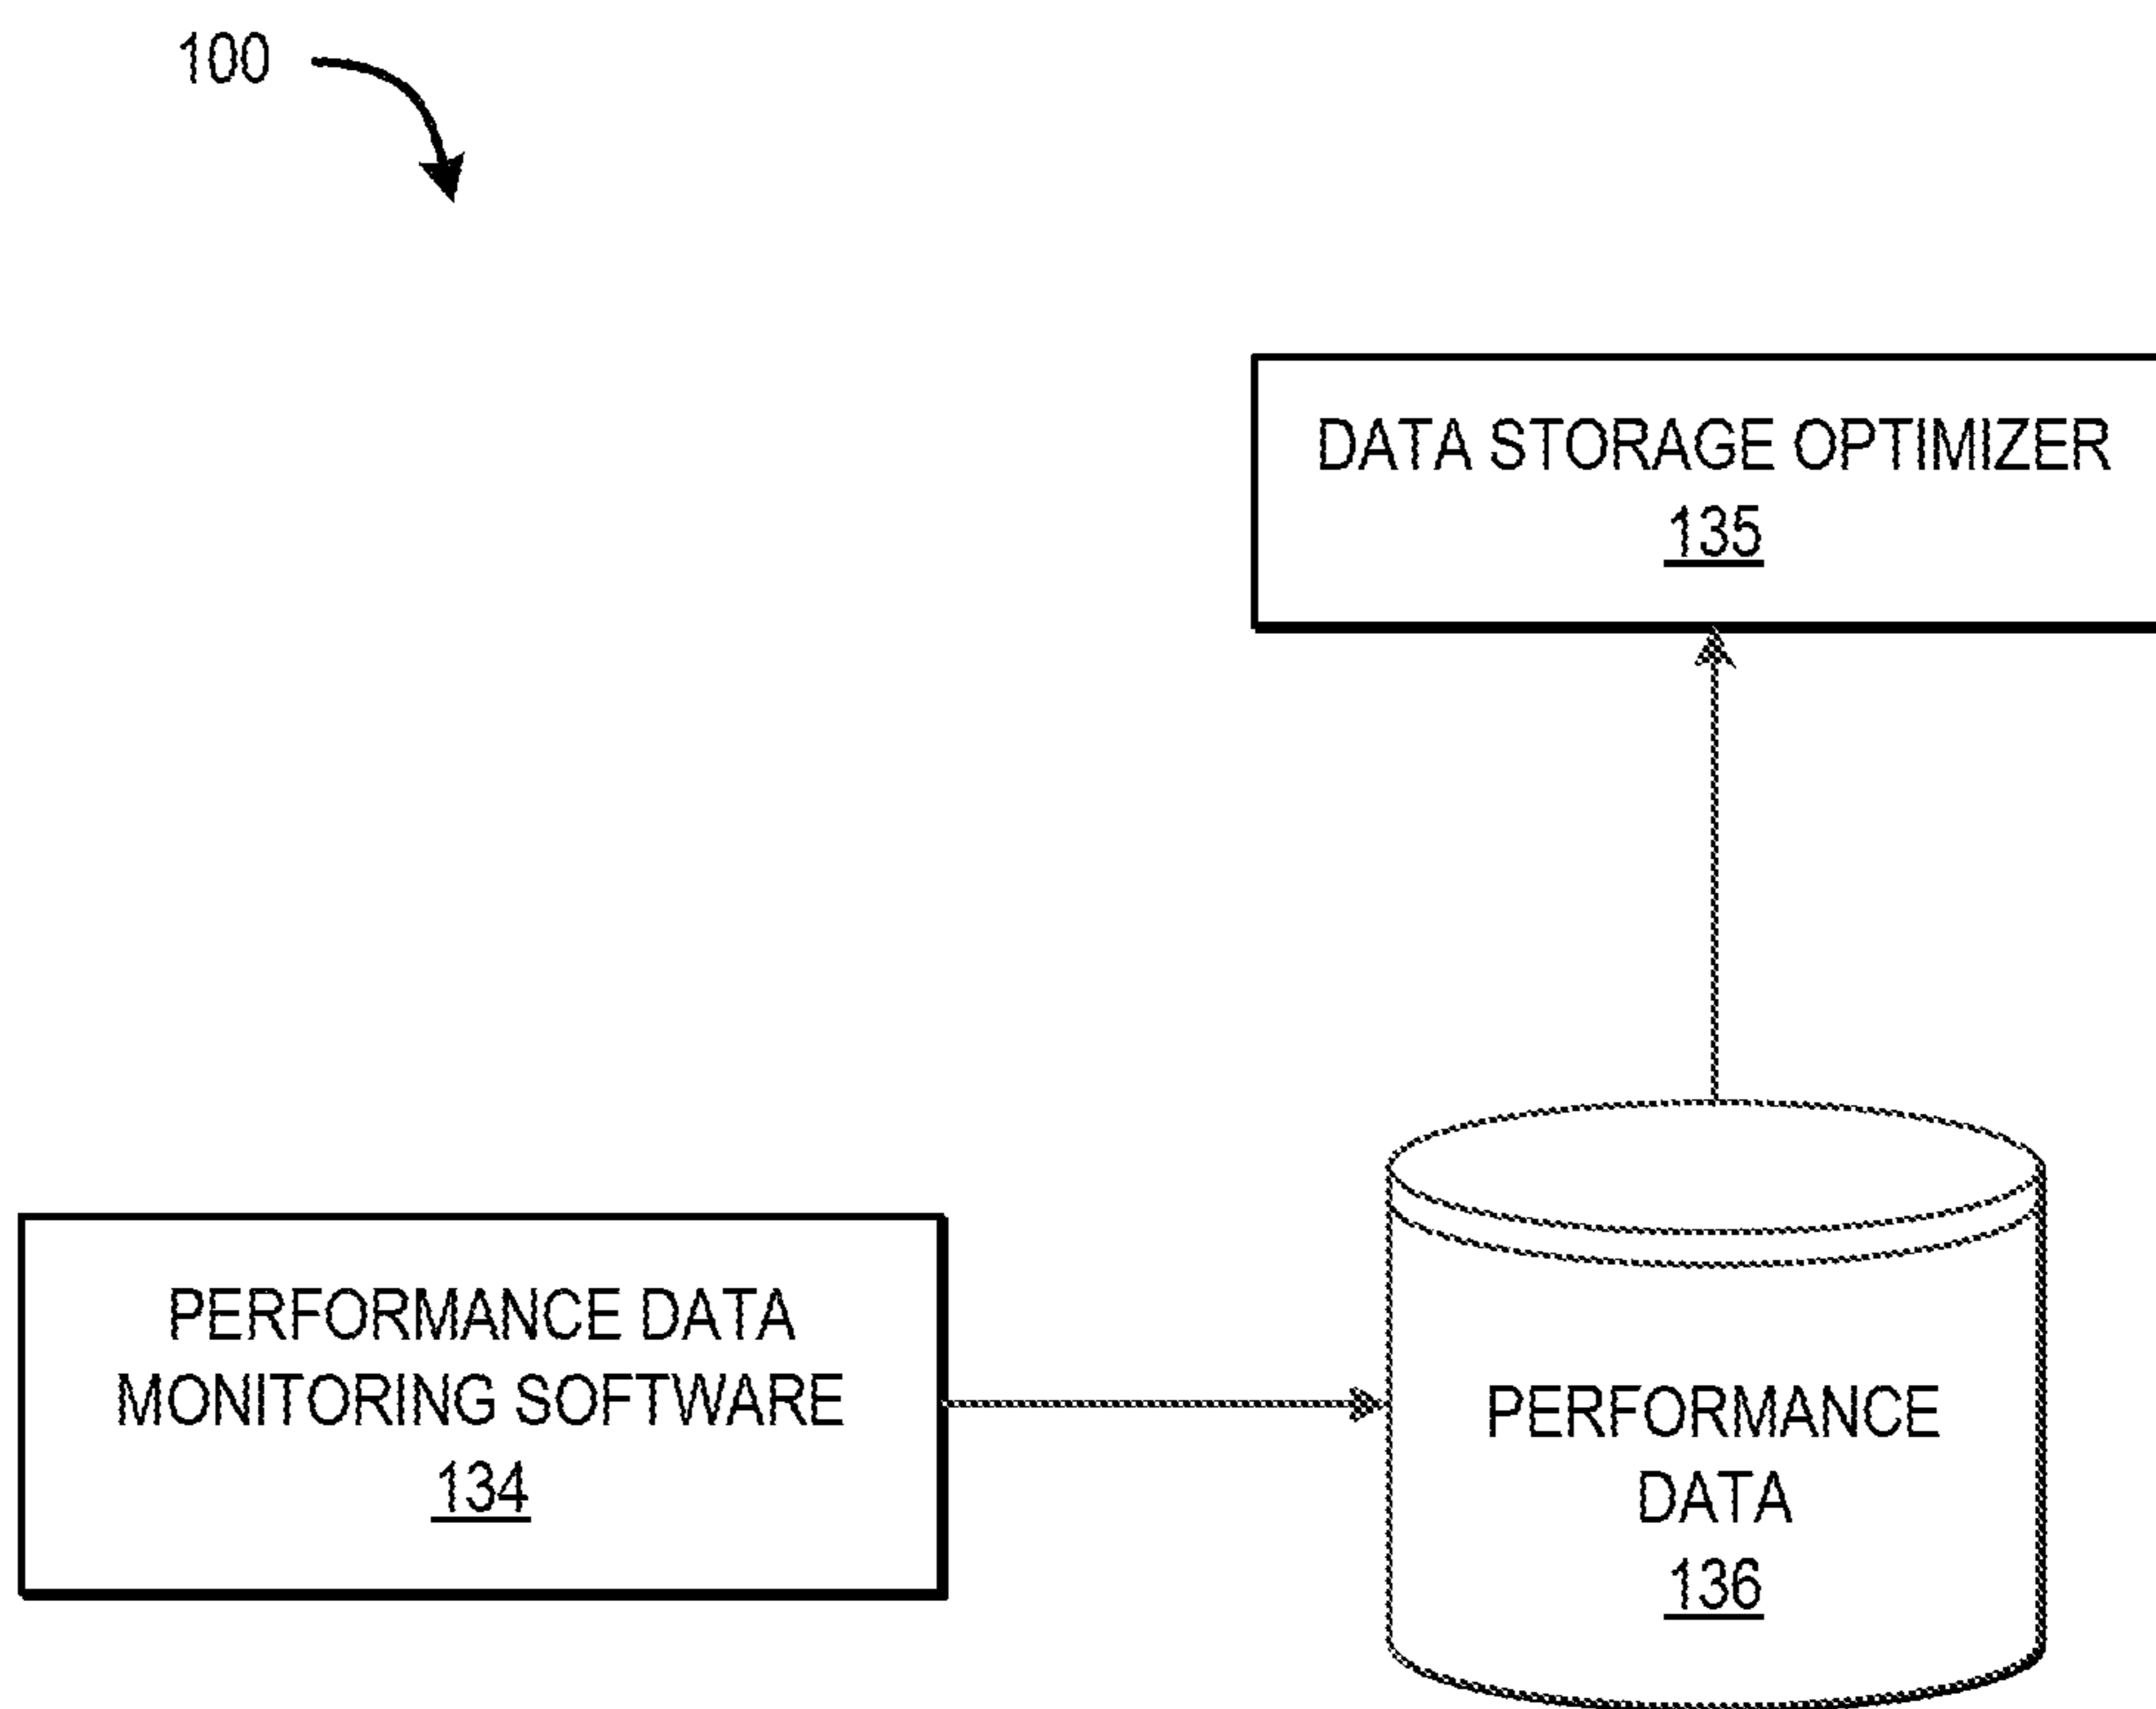 100
DATA STORAGE OPTIMIZER
135
PERFORMANCE DATA
MONITORING SOFTWARE
134
PERFORMANCE
DATA
136